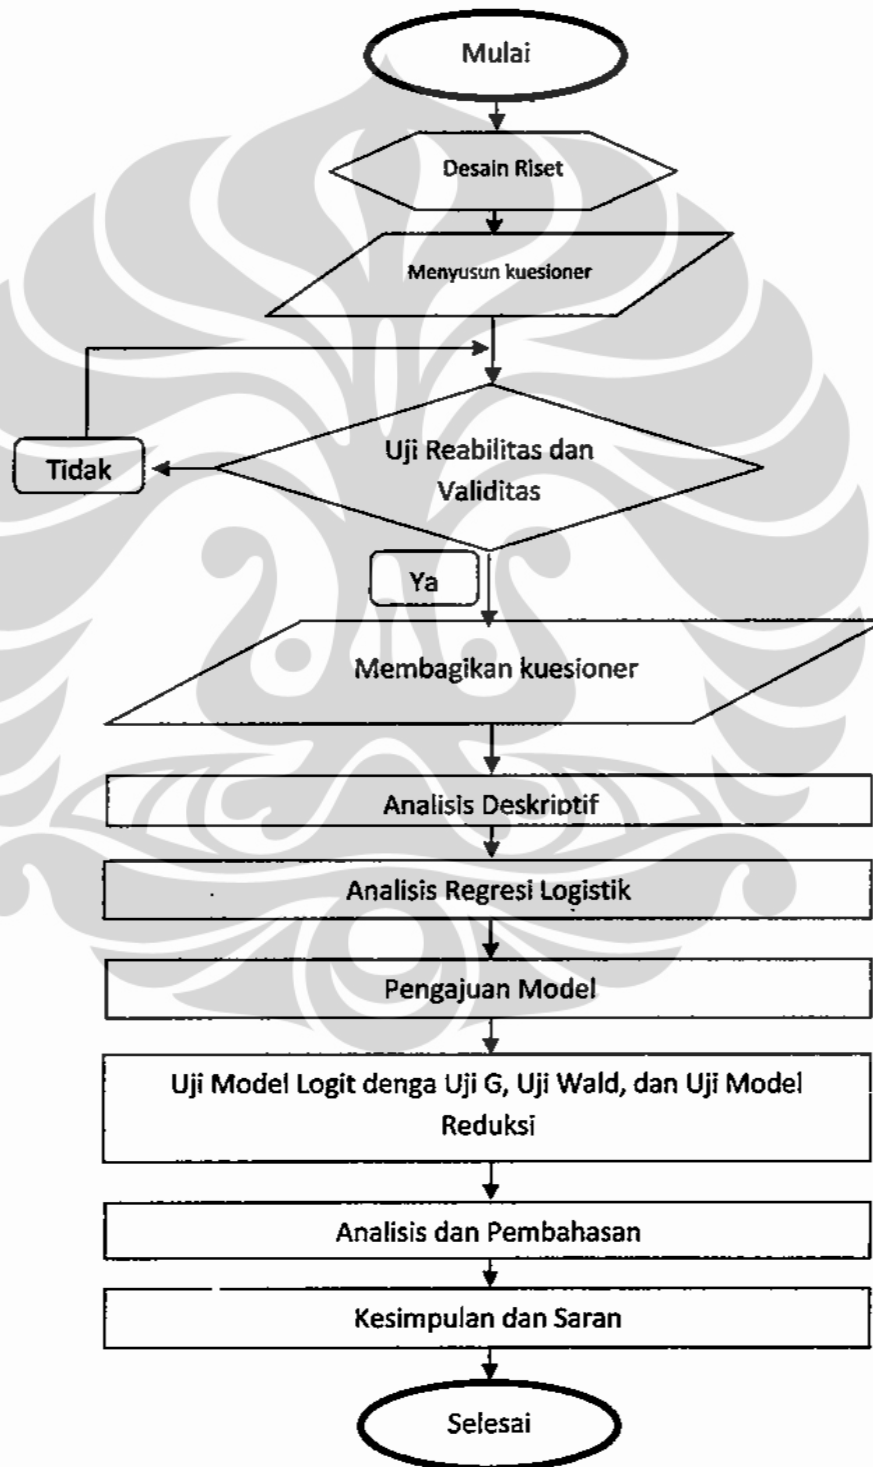 Mulai
Desain Riset
Menyusun kuesioner
Uji Reabilitas dan
Validitas
Tidak
Ya
Membagikan kuesioner
Analisis Deskriptif
Analisis Regresi Logistik
Pengajuan Model
Uji Model Logit denga Uji G, Uji Wald, dan Uji Model
Reduksi
Analisis dan Pembahasan
Kesimpulan dan Saran
Selesai